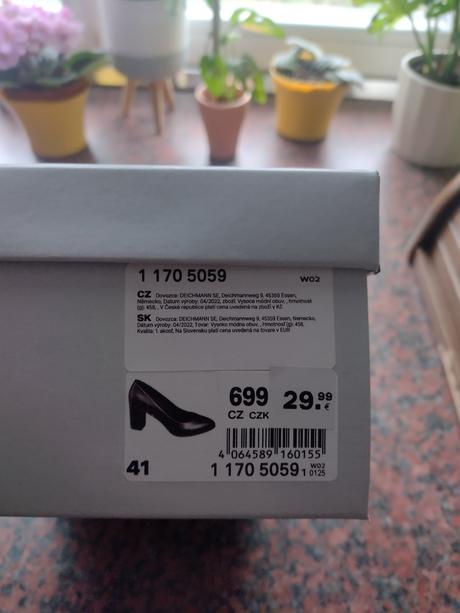 1 170 5059 W02
CZ Dovozce: DEICHMANN SE, Deichmannweg 9, 45359 Essen,
Německo, Datum výroby: 04/2022, zboží: Vysoce módní obuv, , hmotnost
(g): 458, , V České republice platí cena uvedená na zboží v Kč
SK Dovozca: DEICHMANN SE, Deichmannweg 9, 45359 Essen, Nemecko,
Dátum výroby: 04/2022, Tovar: Vysoko módna obuv, , Hmotnosť (g): 458,
Kvalita: 1. akosť, Na Slovensku platí cena uvedená na tovare v EUR
699 29.99
CZ CZK €
4 064589 160155
41 1 170 5059 1 W02 0125